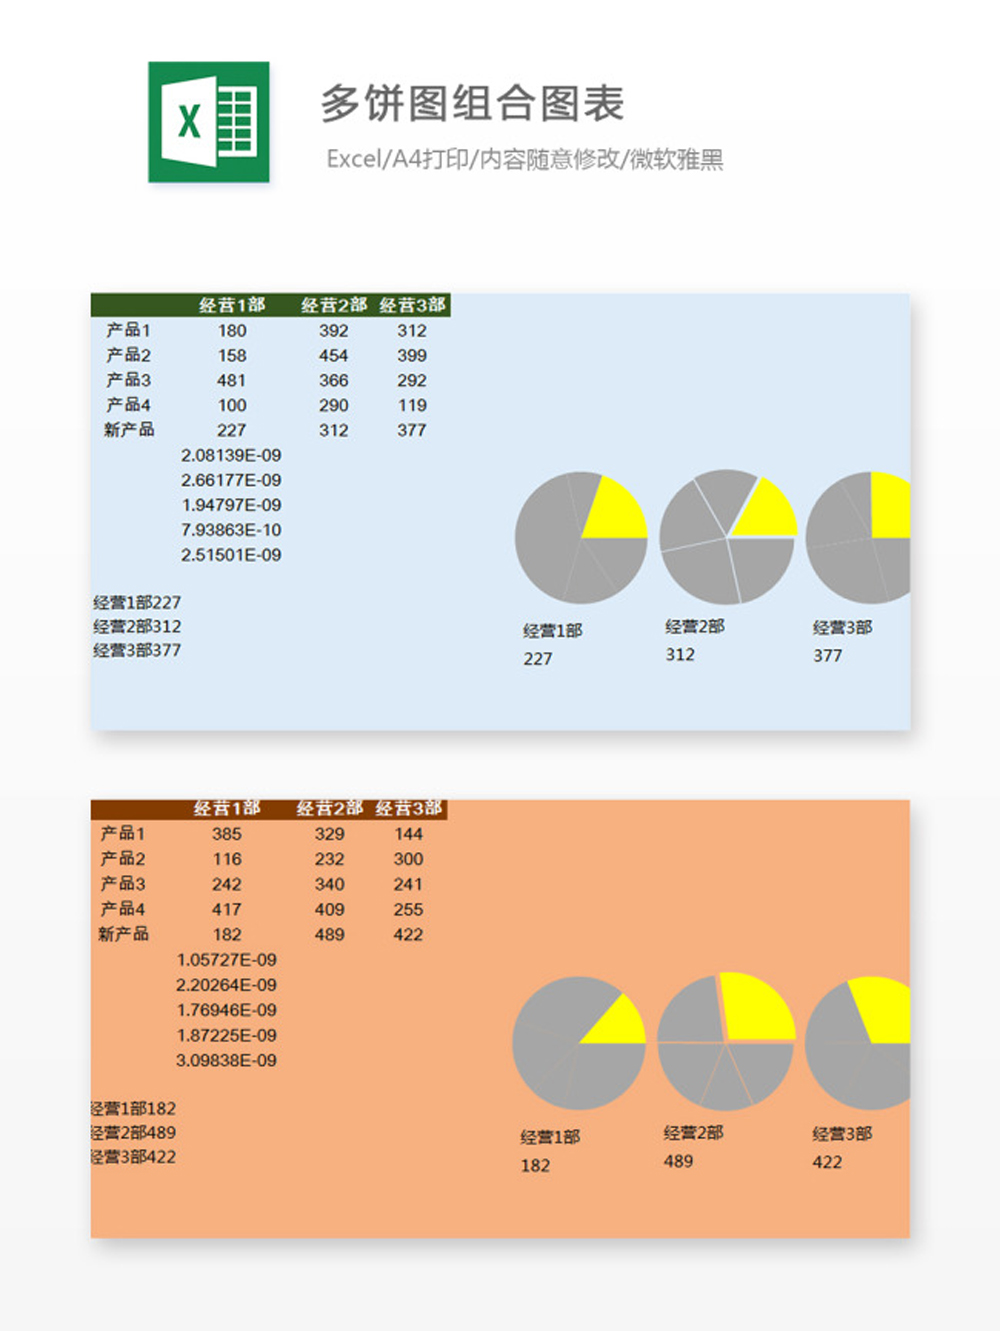 X
多饼图组合图表
Excel/A4打印/内容随意修改/微软雅黑
经营1部 经营2部 经营3部
产品1 180 392 312
产品2 158 454 399
产品3 481 366 292
产品4 100 290 119
新产品 227 312 377
2.08139E-09
2.66177E-09
1.94797E-09
7.93863E-10
2.51501E-09
经营1部227
经营2部312
经营3部377
经营1部 经营2部 经营3部
227 312 377
经营1部 经营2部 经营3部
产品1 385 329 144
产品2 116 232 300
产品3 242 340 241
产品4 417 409 255
新产品 182 489 422
1.05727E-09
2.20264E-09
1.76946E-09
1.87225E-09
3.09838E-09
经营1部182
经营2部489
经营3部422
经营1部 经营2部 经营3部
182 489 422